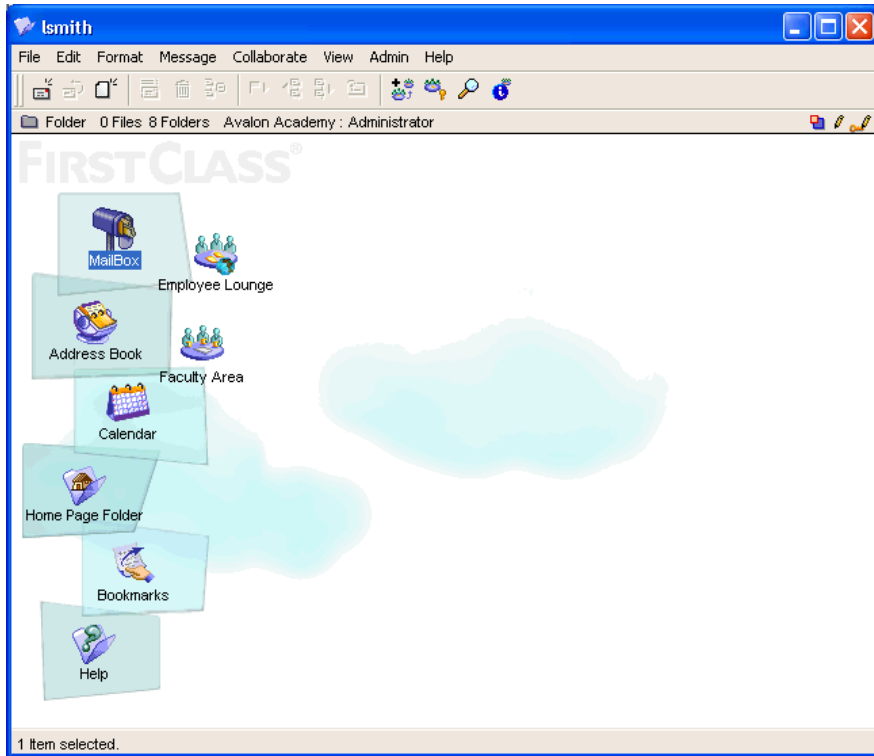 lsmith
File Edit Format Message Collaborate View Admin Help
Folder 0 Files 8 Folders Avalon Academy : Administrator
FIRSTCLASS®
MailBox
Employee Lounge
Address Book
Faculty Area
Calendar
Home Page Folder
Bookmarks
Help
1 Item selected.